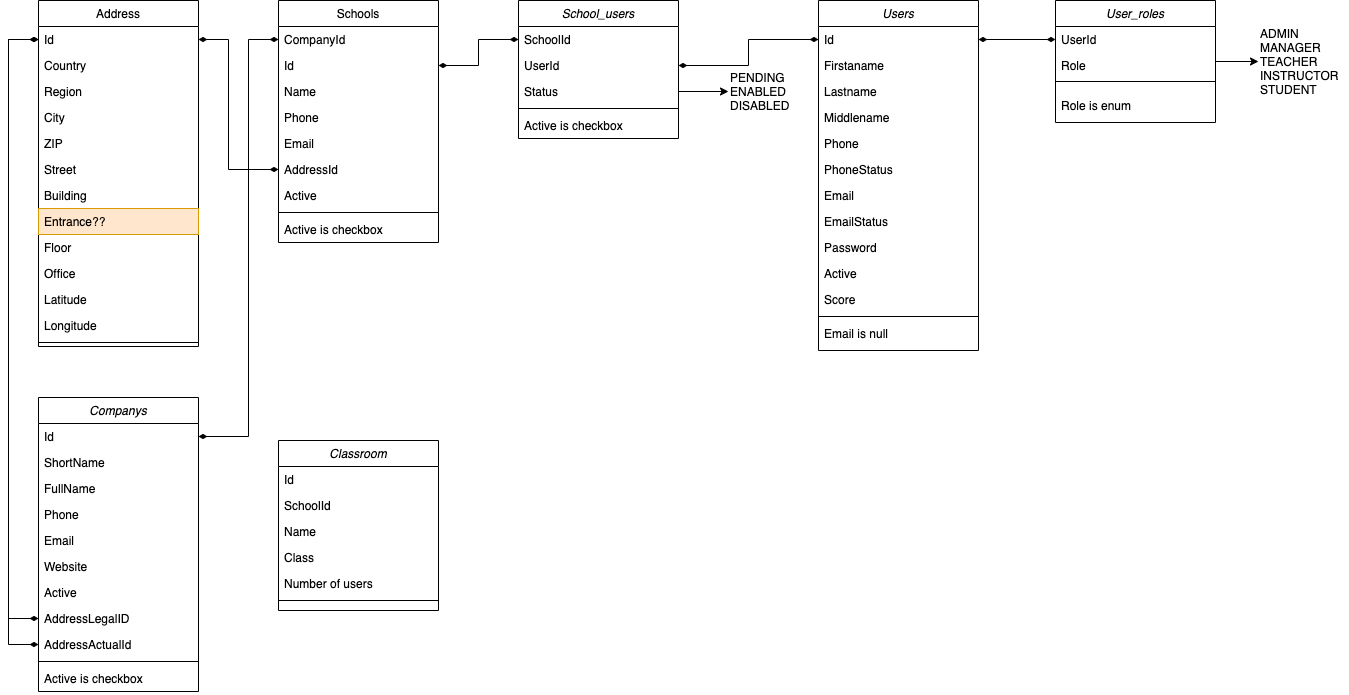 Address
Id
Country
Region
City
ZIP
Street
Building
Entrance??
Floor
Office
Latitude
Longitude
Schools
CompanyId
Id
Name
Phone
Email
AddressId
Active
Active is checkbox
School_users
SchoolId
UserId
Status
Active is checkbox
PENDING
ENABLED
DISABLED
Users
Id
Firstaname
Lastname
Middlename
Phone
PhoneStatus
Email
EmailStatus
Password
Active
Score
Email is null
User_roles
UserId
Role
Role is enum
ADMIN
MANAGER
TEACHER
INSTRUCTOR
STUDENT
Companys
Id
ShortName
FullName
Phone
Email
Website
Active
AddressLegalID
AddressActualId
Active is checkbox
Classroom
Id
SchoolId
Name
Class
Number of users